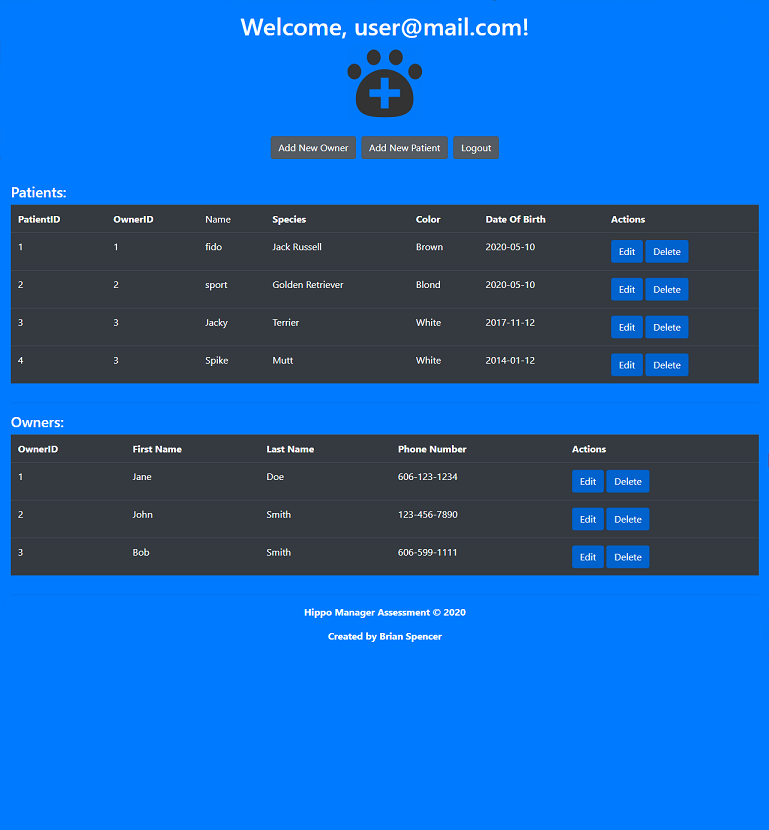 Welcome, user@mail.com!
Add New Owner Add New Patient Logout
Patients:
PatientID OwnerID Name Species Color Date Of Birth Actions
1 1 fido Jack Russell Brown 2020-05-10 Edit Delete
2 2 sport Golden Retriever Blond 2020-05-10 Edit Delete
3 3 Jacky Terrier White 2017-11-12 Edit Delete
4 3 Spike Mutt White 2014-01-12 Edit Delete
Owners:
OwnerID First Name Last Name Phone Number Actions
1 Jane Doe 606-123-1234 Edit Delete
2 John Smith 123-456-7890 Edit Delete
3 Bob Smith 606-599-1111 Edit Delete
Hippo Manager Assessment © 2020
Created by Brian Spencer